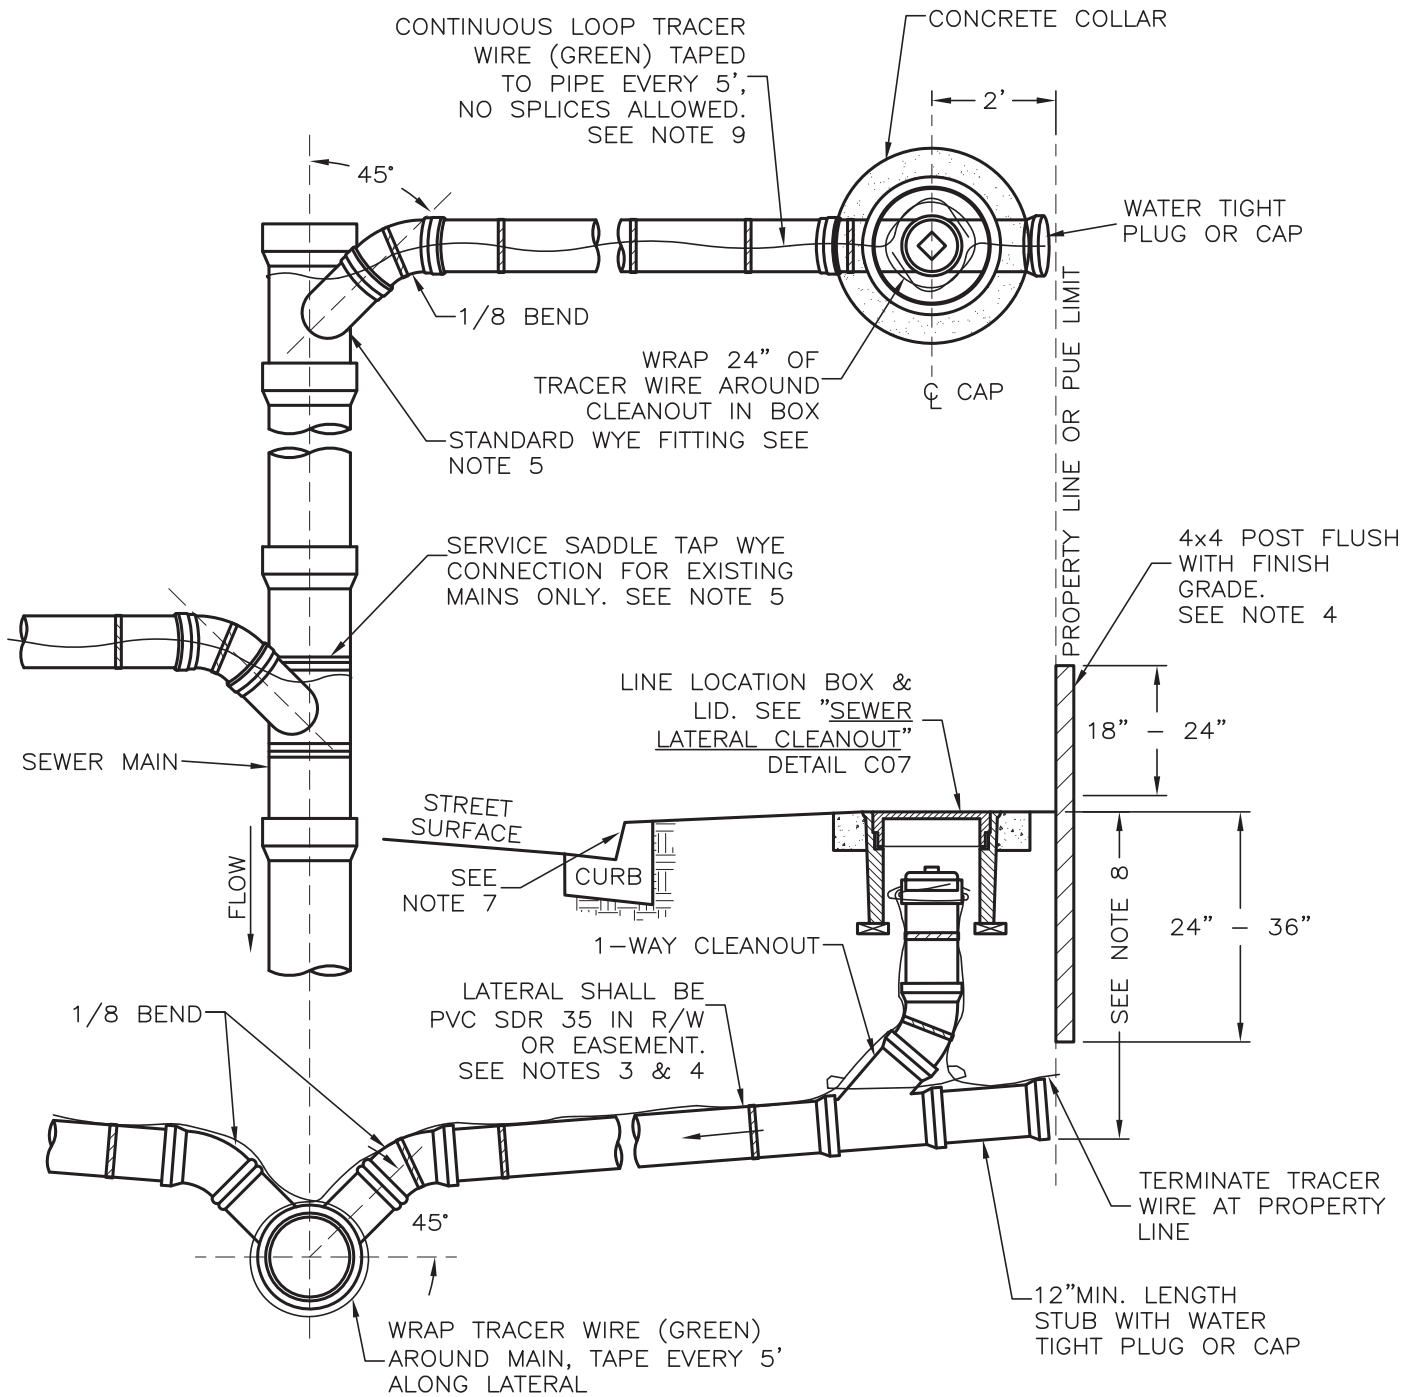 CONTINUOUS LOOP TRACER
WIRE (GREEN) TAPED
TO PIPE EVERY 5',
NO SPLICES ALLOWED.
SEE NOTE 9
CONCRETE COLLAR
2'
45°
WATER TIGHT
PLUG OR CAP
1/8 BEND
WRAP 24" OF
TRACER WIRE AROUND
CLEANOUT IN BOX
℄ CAP
PROPERTY LINE OR PUE LIMIT
STANDARD WYE FITTING SEE
NOTE 5
SERVICE SADDLE TAP WYE
CONNECTION FOR EXISTING
MAINS ONLY. SEE NOTE 5
4x4 POST FLUSH
WITH FINISH
GRADE.
SEE NOTE 4
LINE LOCATION BOX &
LID. SEE "SEWER
LATERAL CLEANOUT"
DETAIL C07
18" – 24"
SEWER MAIN
STREET
SURFACE
SEE
NOTE 7
CURB
FLOW
SEE NOTE 8
24" – 36"
1–WAY CLEANOUT
1/8 BEND
LATERAL SHALL BE
PVC SDR 35 IN R/W
OR EASEMENT.
SEE NOTES 3 & 4
45°
TERMINATE TRACER
WIRE AT PROPERTY
LINE
12"MIN. LENGTH
STUB WITH WATER
TIGHT PLUG OR CAP
WRAP TRACER WIRE (GREEN)
AROUND MAIN, TAPE EVERY 5'
ALONG LATERAL